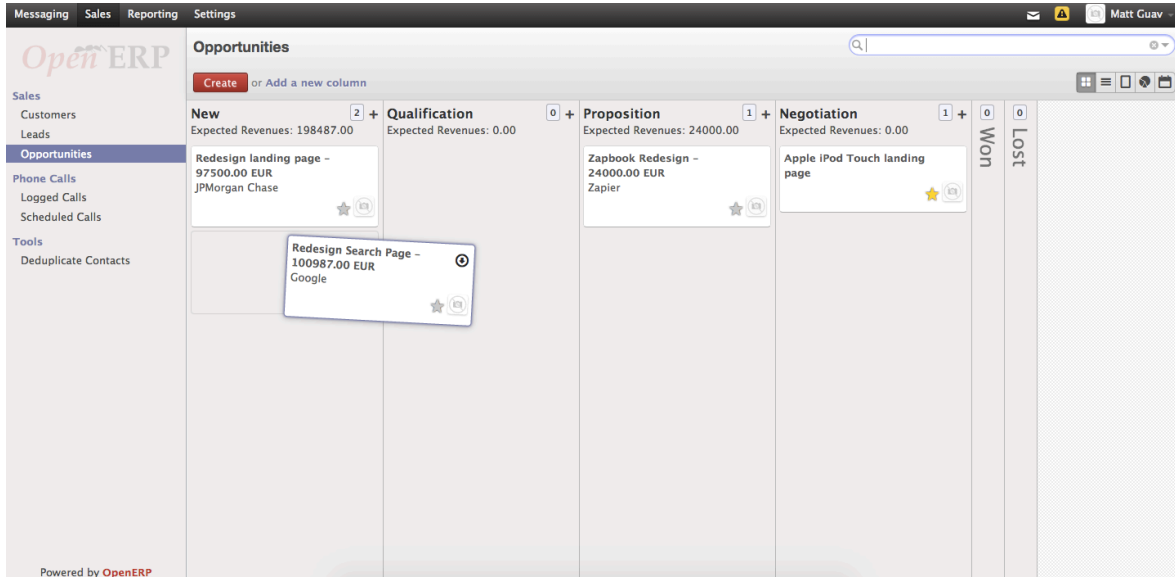 Messaging Sales Reporting Settings
Matt Guav
Open ERP
Sales
Customers
Leads
Opportunities
Phone Calls
Logged Calls
Scheduled Calls
Tools
Deduplicate Contacts
Powered by OpenERP
Opportunities
Create or Add a new column
New 2 +
Expected Revenues: 198487.00
Redesign landing page –
97500.00 EUR
JPMorgan Chase
Redesign Search Page –
100987.00 EUR
Google
Qualification 0 +
Expected Revenues: 0.00
Proposition 1 +
Expected Revenues: 24000.00
Zapbook Redesign –
24000.00 EUR
Zapier
Negotiation 1 +
Expected Revenues: 0.00
Apple iPod Touch landing
page
0
Won
0
Lost